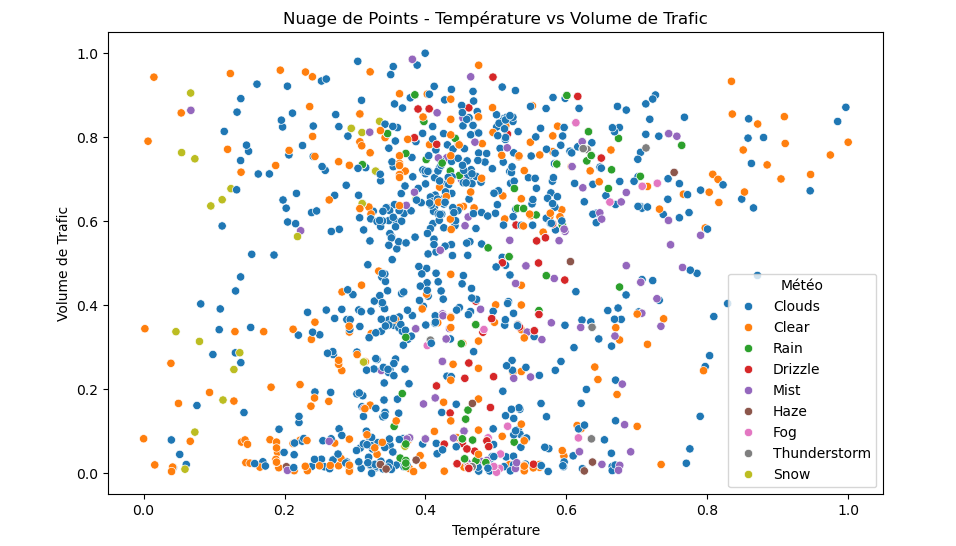 Nuage de Points - Température vs Volume de Trafic
1.0
0.8
0.6
0.4
0.2
0.0
Volume de Trafic
Météo
Clouds
Clear
Rain
Drizzle
Mist
Haze
Fog
Thunderstorm
Snow
0.0 0.2 0.4 0.6 0.8 1.0
Température